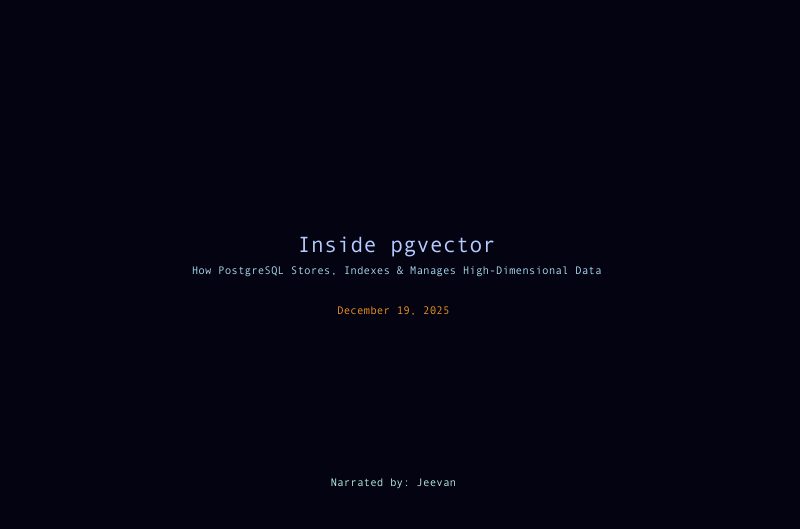 Inside pgvector
How PostgreSQL Stores, Indexes & Manages High-Dimensional Data
December 19, 2025
Narrated by: Jeevan